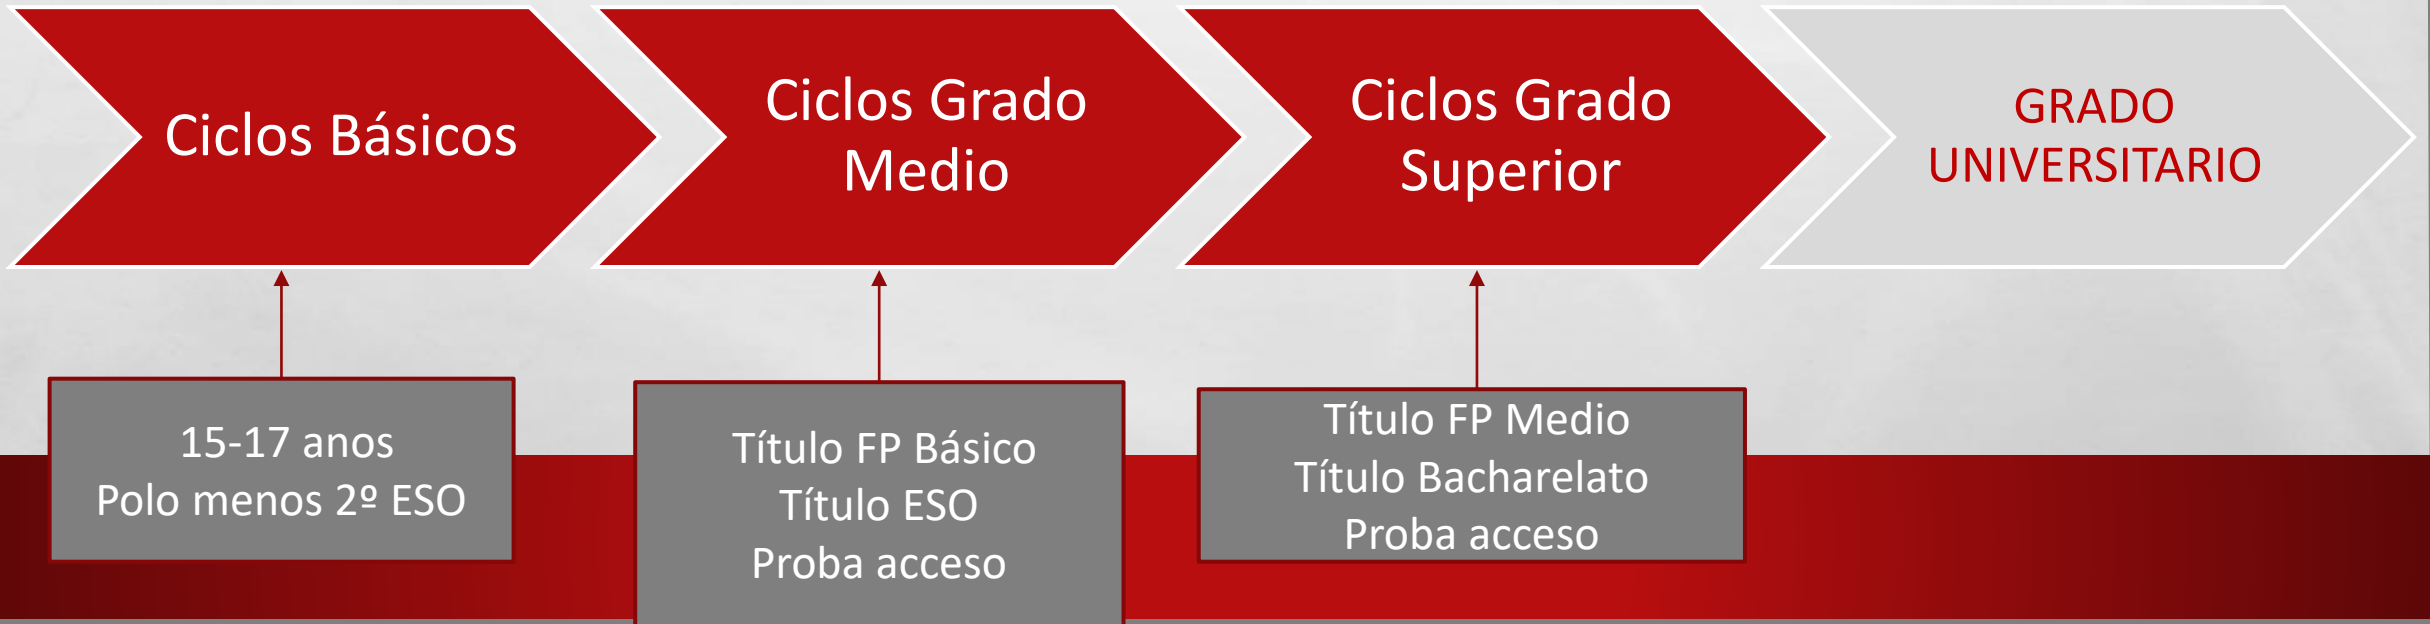 Ciclos Básicos
Ciclos Grado
Medio
Ciclos Grado
Superior
GRADO
UNIVERSITARIO
15-17 anos
Polo menos 2º ESO
Título FP Básico
Título ESO
Proba acceso
Título FP Medio
Título Bacharelato
Proba acceso